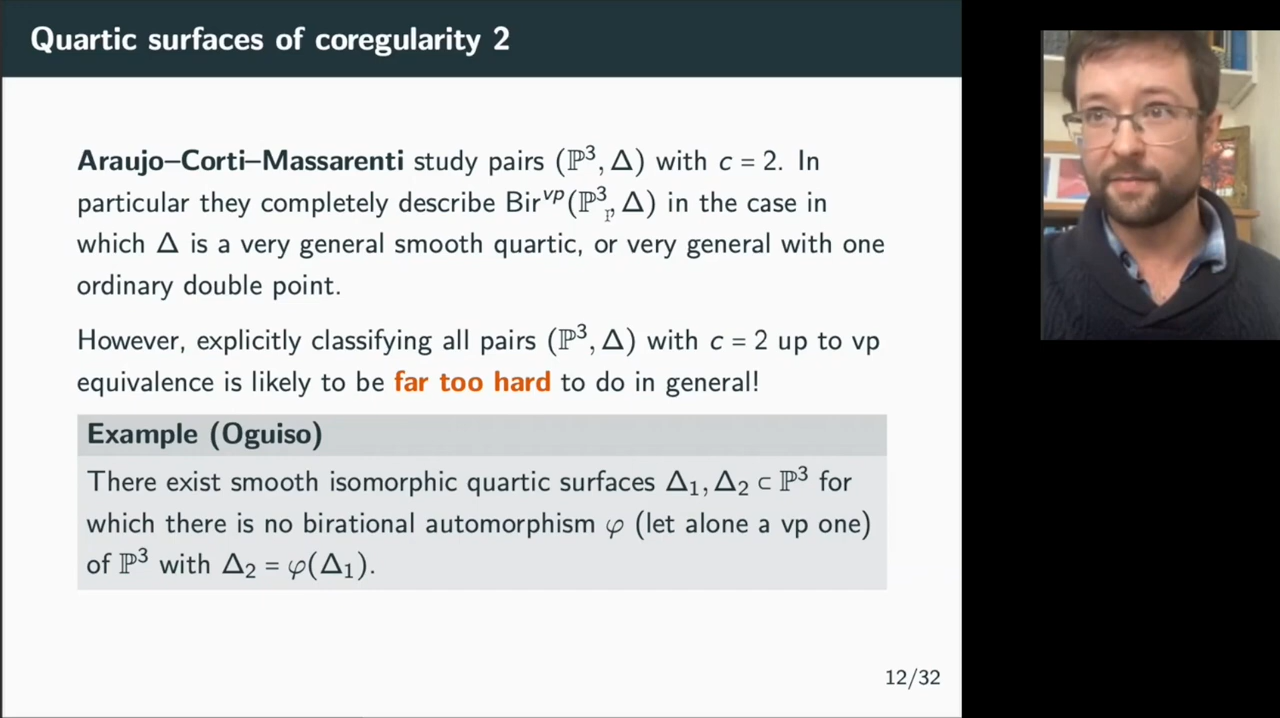 Quartic surfaces of coregularity 2
Araujo–Corti–Massarenti study pairs (ℙ³, Δ) with c = 2. In
particular they completely describe Birᵛᵖ(ℙ³, Δ) in the case in
which Δ is a very general smooth quartic, or very general with one
ordinary double point.
However, explicitly classifying all pairs (ℙ³, Δ) with c = 2 up to vp
equivalence is likely to be far too hard to do in general!
Example (Oguiso)
There exist smooth isomorphic quartic surfaces Δ₁, Δ₂ ⊂ ℙ³ for
which there is no birational automorphism φ (let alone a vp one)
of ℙ³ with Δ₂ = φ(Δ₁).
12/32